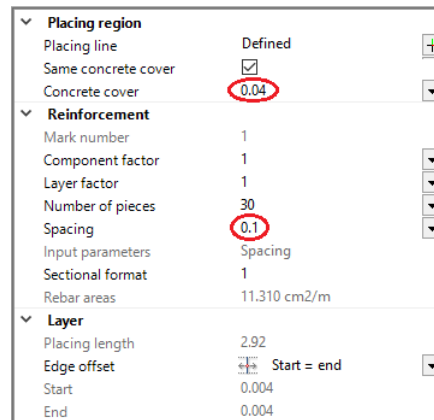 Placing region
Placing line Defined
Same concrete cover
Concrete cover 0.04
Reinforcement
Mark number 1
Component factor 1
Layer factor 1
Number of pieces 30
Spacing 0.1
Input parameters Spacing
Sectional format 1
Rebar areas 11.310 cm2/m
Layer
Placing length 2.92
Edge offset Start = end
Start 0.004
End 0.004